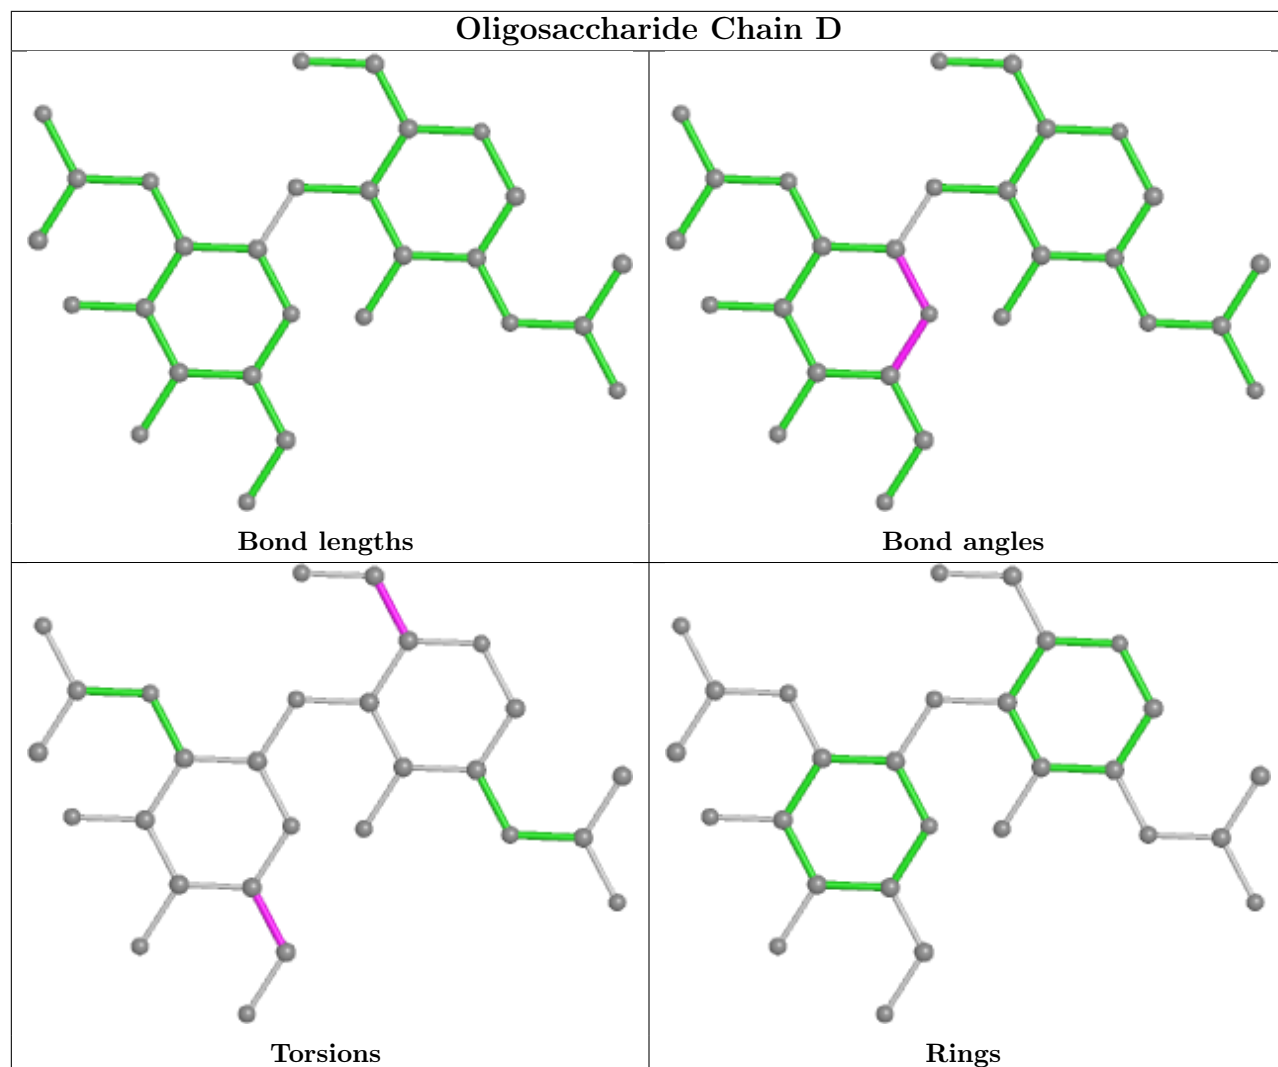 Oligosaccharide Chain D
Bond lengths
Bond angles
Torsions
Rings